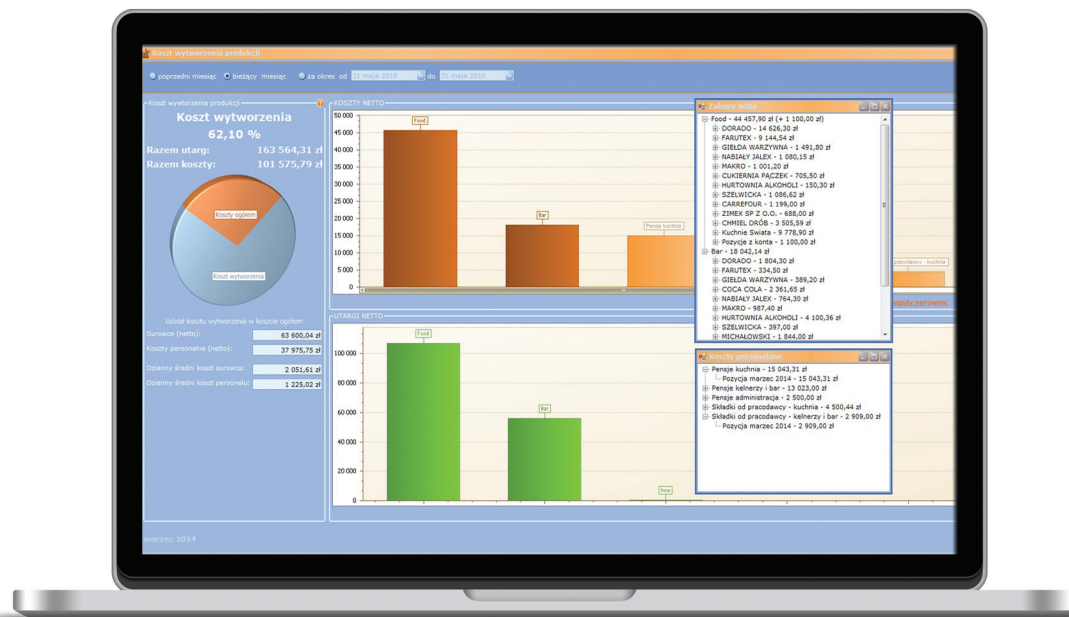 Koszt wytworzenia produkcji
poprzedni miesiąc bieżący miesiąc za okres od 31 maja 2010 do 31 maja 2010
Koszt wywtorzenia produkcji
Koszt wytworzenia
62,10 %
Razem utarg: 163 564,31 zł
Razem koszty: 101 575,79 zł
Koszty ogółem
Koszt wytworzenia
Udział kosztu wytworzenia w koszcie ogółem
Surowce (netto): 63 600,04 zł
Koszty personalne (netto): 37 975,75 zł
Dzienny średni koszt surowca: 2 051,61 zł
Dzienny średni koszt personelu: 1 225,02 zł
marzec 2014
KOSZTY NETTO
50 000
45 000
40 000
35 000
30 000
25 000
20 000
15 000
10 000
5 000
0
Food
Bar
Pensje kuchnia
pracodawcy - kuchnia
surowiec
UTARGI NETTO
100 000
80 000
60 000
40 000
20 000
0
Food
Bar
Inne
Zakupy netto
Food - 44 457,90 zł (+ 1 100,00 zł)
DORADO - 14 626,30 zł
FARUTEX - 9 144,54 zł
GIEŁDA WARZYWNA - 1 491,80 zł
NABIAŁY JALEX - 1 080,15 zł
MAKRO - 1 001,20 zł
CUKIERNIA PĄCZEK - 705,50 zł
HURTOWNIA ALKOHOLI - 150,30 zł
SZELWICKA - 1 086,62 zł
CARREFOUR - 1 199,00 zł
ZIMEX SP Z O.O. - 688,00 zł
CHMIEL DRÓB - 3 505,59 zł
Kuchnie Swiata - 9 778,90 zł
Pozycje z konta - 1 100,00 zł
Bar - 18 042,14 zł
DORADO - 1 804,30 zł
FARUTEX - 334,50 zł
GIEŁDA WARZYWNA - 389,20 zł
COCA COLA - 2 361,65 zł
NABIAŁY JALEX - 764,30 zł
MAKRO - 987,40 zł
HURTOWNIA ALKOHOLI - 4 100,36 zł
SZELWICKA - 397,00 zł
MICHAŁOWSKI - 1 844,00 zł
Koszty personelane
Pensje kuchnia - 15 043,31 zł
Pozycja marzec 2014 - 15 043,31 zł
Pensje kelnerzy i bar - 13 023,00 zł
Pensje administracja - 2 500,00 zł
Składki od pracodawcy - kuchnia - 4 500,44 zł
Składki od pracodawcy - kelnerzy i bar - 2 909,00 zł
Pozycja marzec 2014 - 2 909,00 zł